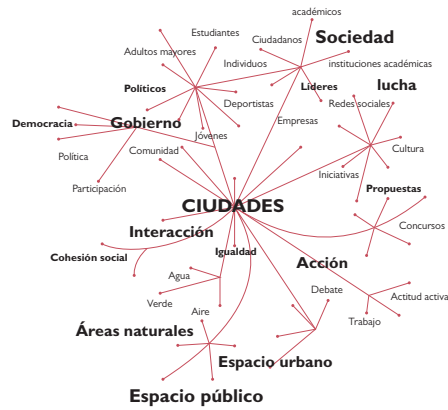 académicos
Estudiantes
Ciudadanos
Sociedad
Adultos mayores
Individuos
instituciones académicas
Políticos
Líderes
lucha
Deportistas
Redes sociales
Democracia
Gobierno
Empresas
Jóvenes
Cultura
Política
Comunidad
Iniciativas
Participación
Propuestas
CIUDADES
Interacción
Concursos
Igualdad
Cohesión social
Acción
Agua
Debate
Actitud activa
Verde
Aire
Trabajo
Áreas naturales
Espacio urbano
Espacio público